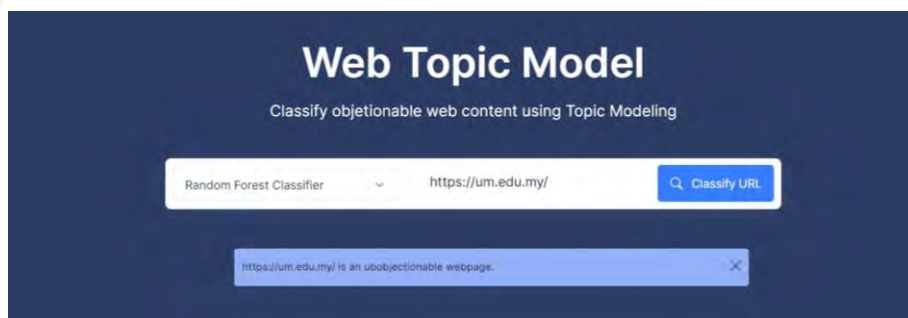 Web Topic Model
Classify objetionable web content using Topic Modeling
Random Forest Classifier https://um.edu.my/ Classify URL
https://um.edu.my/ is an ubobjectionable webpage.